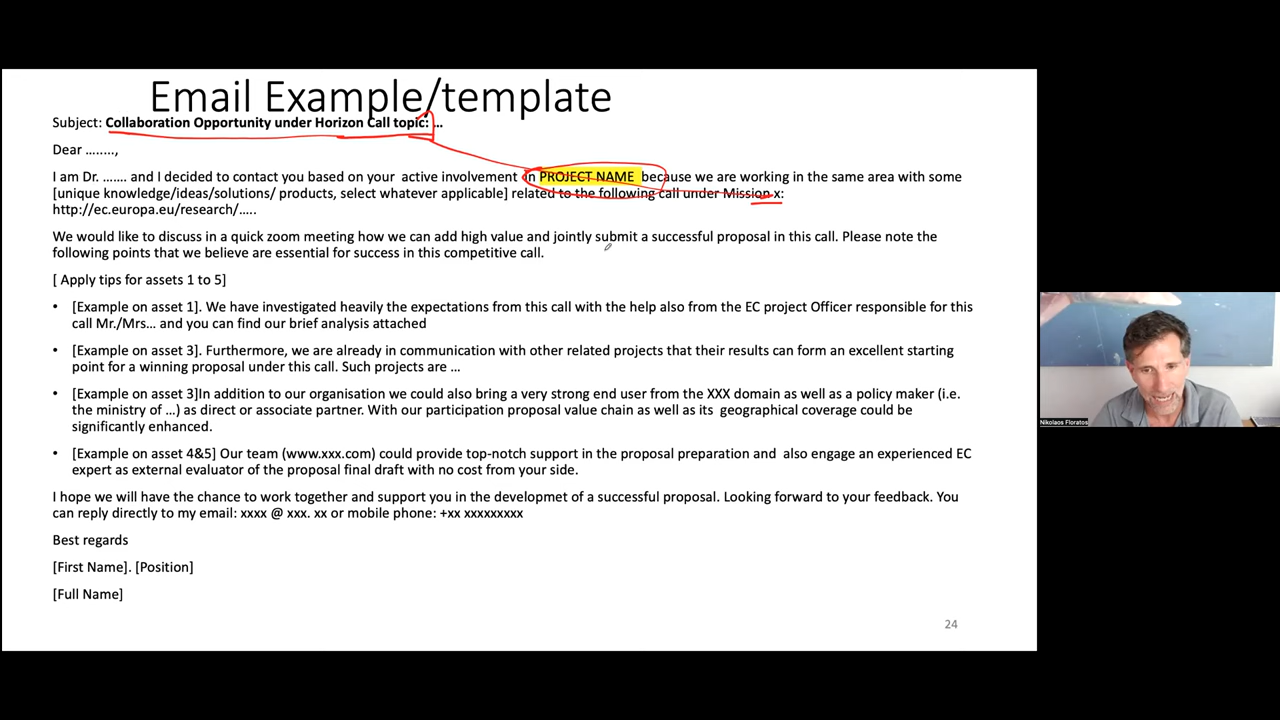 Email Example/template
Subject: Collaboration Opportunity under Horizon Call topic: ...
Dear ........,
I am Dr. ....... and I decided to contact you based on your active involvement in PROJECT NAME because we are working in the same area with some
[unique knowledge/ideas/solutions/ products, select whatever applicable] related to the following call under Mission x:
http://ec.europa.eu/research/.....
We would like to discuss in a quick zoom meeting how we can add high value and jointly submit a successful proposal in this call. Please note the
following points that we believe are essential for success in this competitive call.
[ Apply tips for assets 1 to 5]
• [Example on asset 1]. We have investigated heavily the expectations from this call with the help also from the EC project Officer responsible for this
call Mr./Mrs... and you can find our brief analysis attached
• [Example on asset 3]. Furthermore, we are already in communication with other related projects that their results can form an excellent starting
point for a winning proposal under this call. Such projects are ...
• [Example on asset 3]In addition to our organisation we could also bring a very strong end user from the XXX domain as well as a policy maker (i.e.
the ministry of ...) as direct or associate partner. With our participation proposal value chain as well as its geographical coverage could be
significantly enhanced.
• [Example on asset 4&5] Our team (www.xxx.com) could provide top-notch support in the proposal preparation and also engage an experienced EC
expert as external evaluator of the proposal final draft with no cost from your side.
I hope we will have the chance to work together and support you in the developmet of a successful proposal. Looking forward to your feedback. You
can reply directly to my email: xxxx @ xxx. xx or mobile phone: +xx xxxxxxxxx
Best regards
[First Name]. [Position]
[Full Name]
24
Nikolaos Floratos